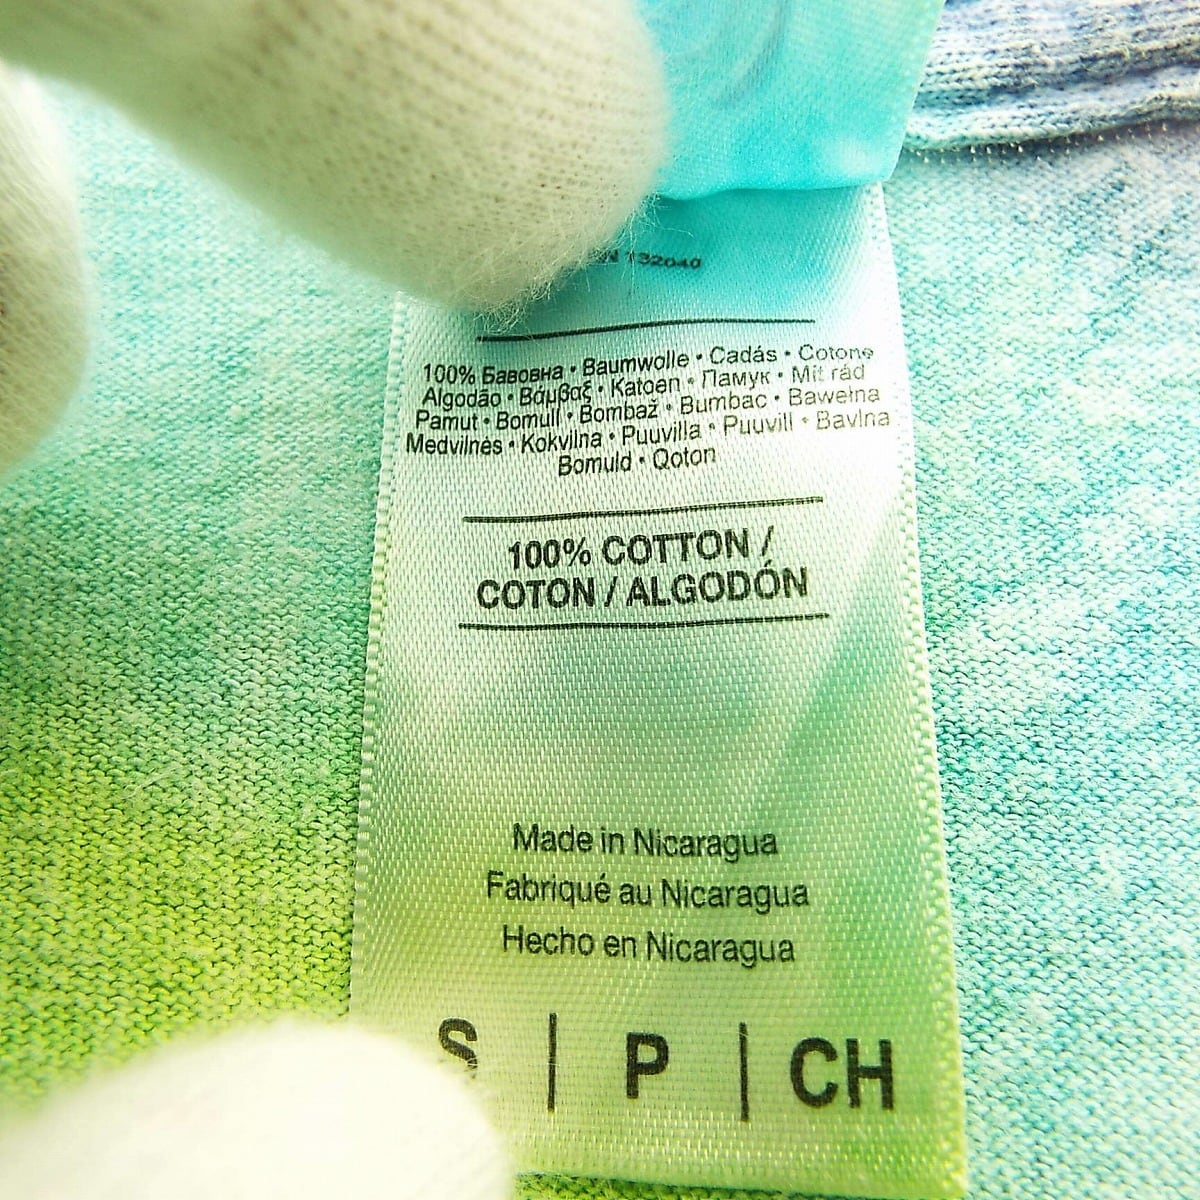 132040
100% Бавовна • Baumwolle • Cadás • Cotone
Algodão • Βάμβαξ • Katoen • Памук • Mit rád
Pamut • Bomull • Bombaž • Bumbac • Bawełna
Medvilnės • Kokvilna • Puuvilla • Puuvill • Bavlna
Bomuld • Qoton
100% COTTON /
COTON / ALGODÓN
Made in Nicaragua
Fabriqué au Nicaragua
Hecho en Nicaragua
S | P | CH